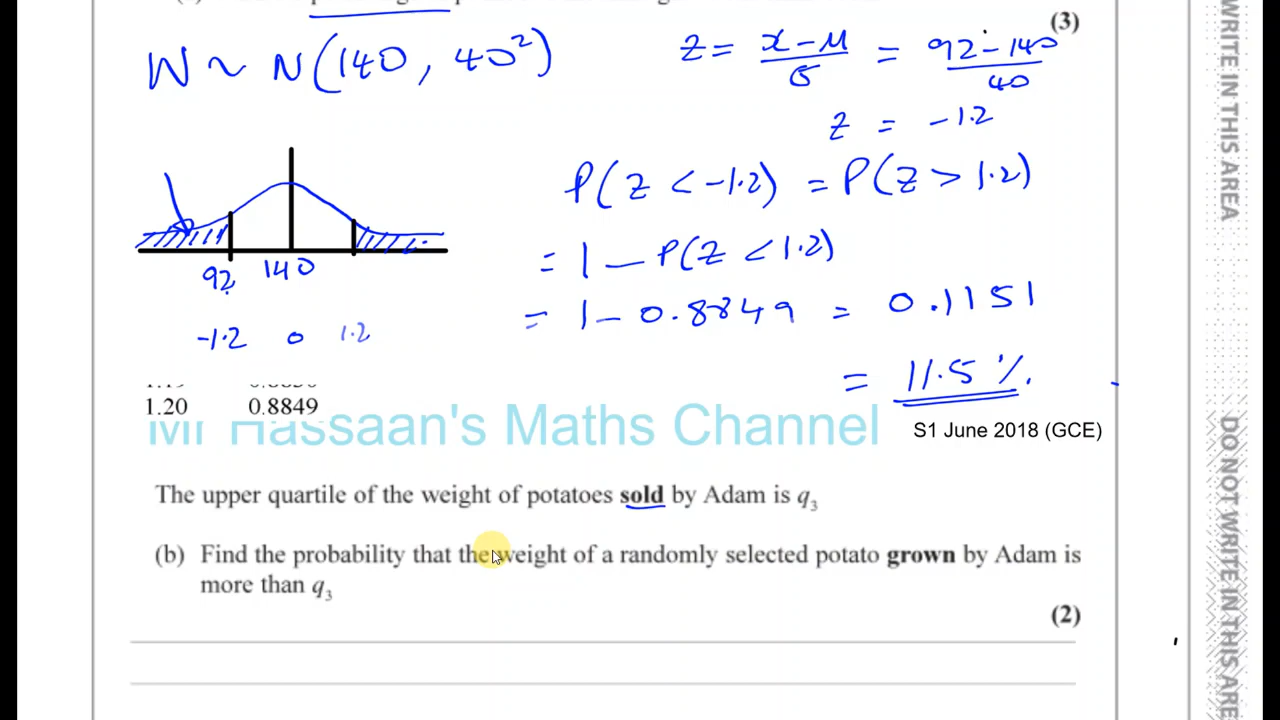 (3)
W ~ N(140, 40²)
z = x-μ/σ = 92-140/40
z = -1.2
P(Z < -1.2) = P(Z > 1.2)
= 1 - P(Z < 1.2)
= 1 - 0.8849 = 0.1151
= 11.5 %.
92 140
-1.2 0 1.2
1.20 0.8849
Mr Hassaan's Maths Channel
S1 June 2018 (GCE)
The upper quartile of the weight of potatoes sold by Adam is q₃
(b) Find the probability that the weight of a randomly selected potato grown by Adam is
more than q₃
(2)
WRITE IN THIS AREA
DO NOT WRITE IN THIS ARE